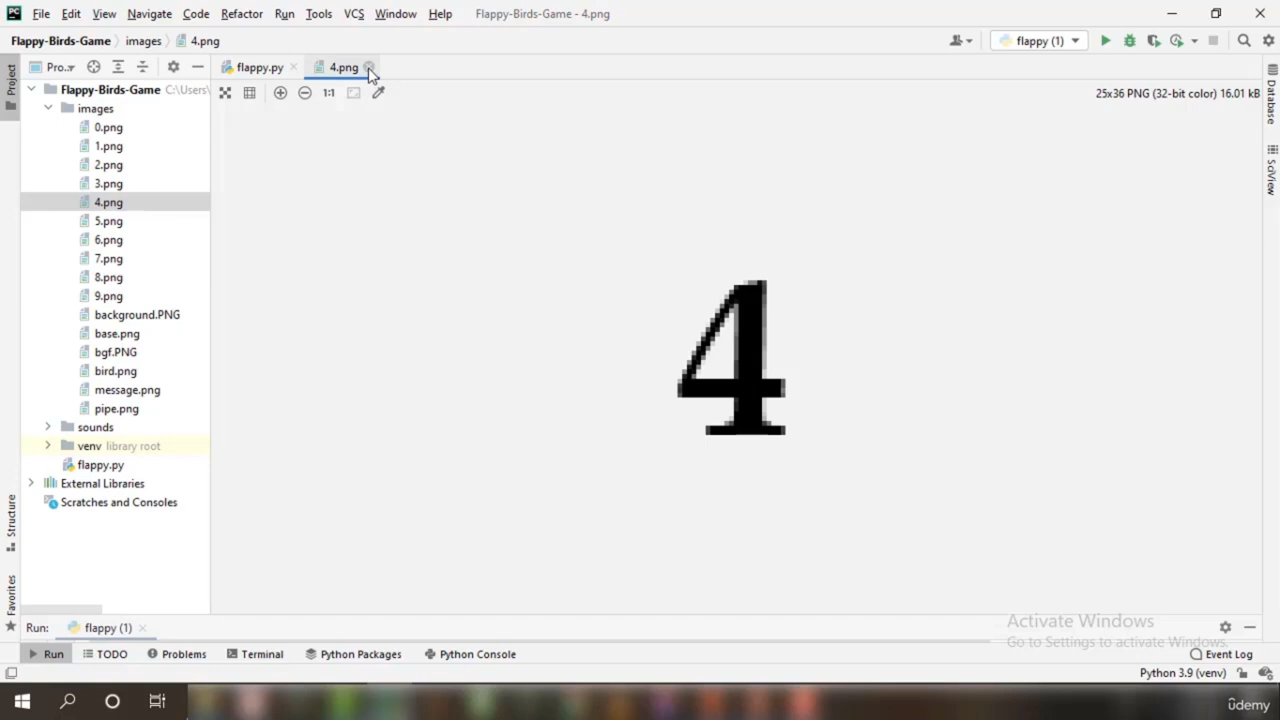 PC File Edit View Navigate Code Refactor Run Tools VCS Window Help Flappy-Birds-Game - 4.png
Flappy-Birds-Game images 4.png flappy (1)
Project Pro.. flappy.py 4.png
1:1 25x36 PNG (32-bit color) 16.01 kB
Flappy-Birds-Game C:\Users\
images
0.png
1.png
2.png
3.png
4.png
5.png
6.png
7.png
8.png
9.png
background.PNG
base.png
bgf.PNG
bird.png
message.png
pipe.png
sounds
venv library root
flappy.py
External Libraries
Scratches and Consoles
4
Database
SciView
Structure
Favorites
Run: flappy (1)
Activate Windows
Go to Settings to activate Windows.
Run TODO Problems Terminal Python Packages Python Console Event Log
Python 3.9 (venv)
ûdemy